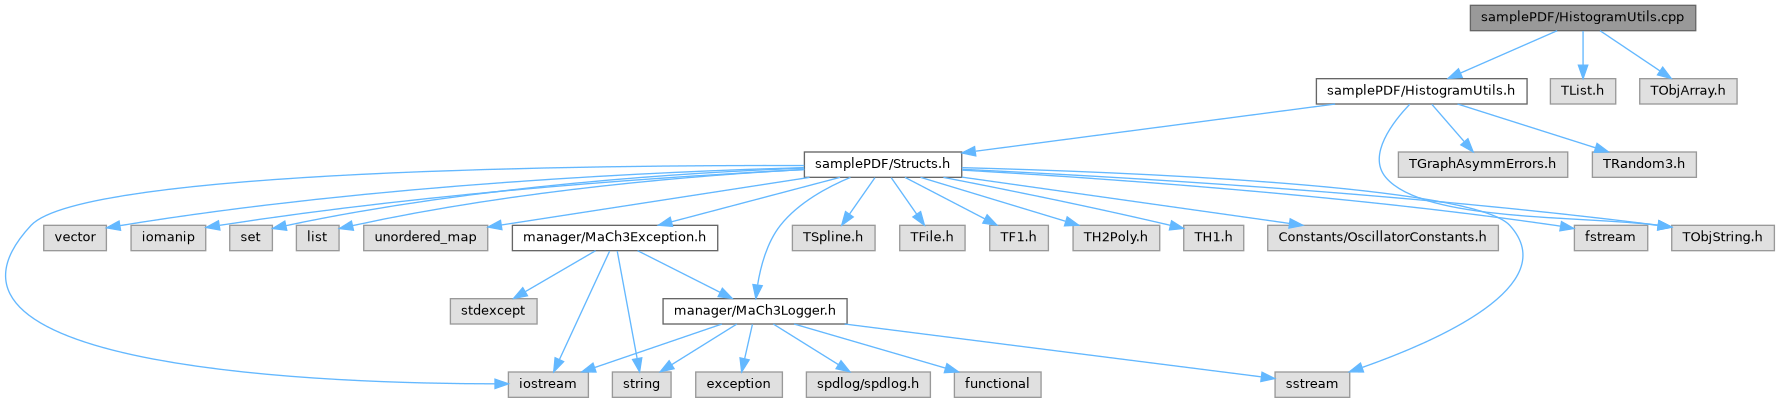 samplePDF/HistogramUtils.cpp
samplePDF/HistogramUtils.h
TList.h
TObjArray.h
samplePDF/Structs.h
TGraphAsymmErrors.h
TRandom3.h
vector
iomanip
set
list
unordered_map
manager/MaCh3Exception.h
TSpline.h
TFile.h
TF1.h
TH2Poly.h
TH1.h
Constants/OscillatorConstants.h
fstream
TObjString.h
stdexcept
manager/MaCh3Logger.h
iostream
string
exception
spdlog/spdlog.h
functional
sstream